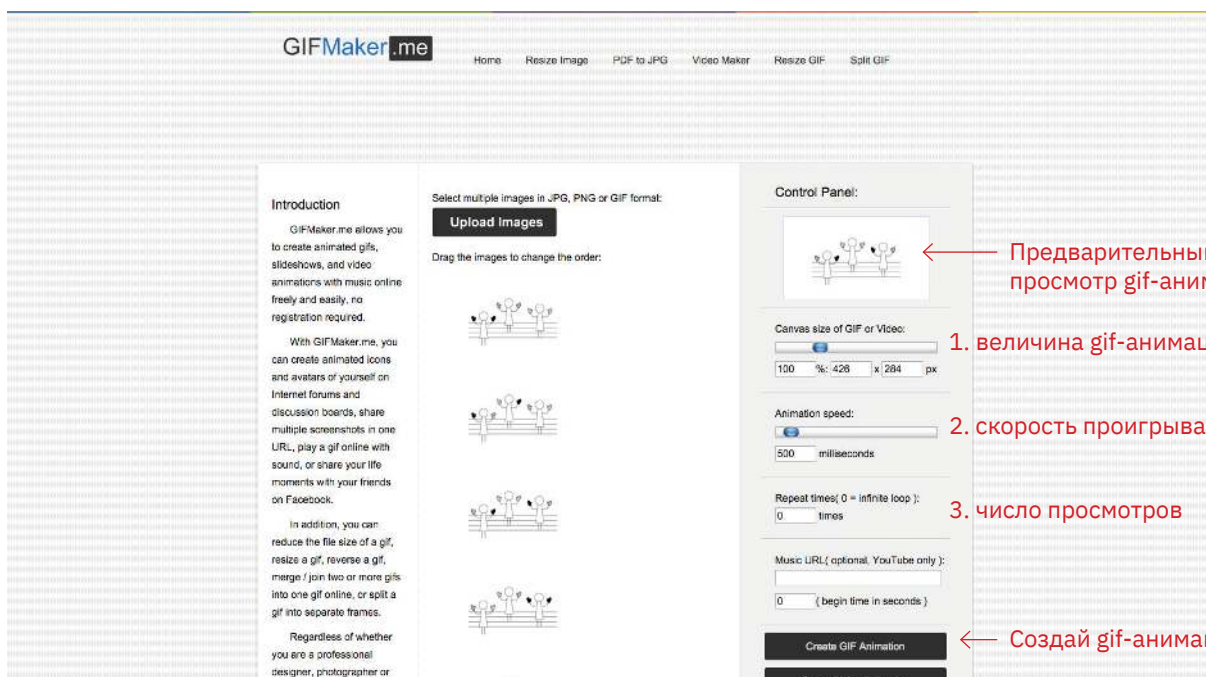 GIFMaker.me
Home Resize Image PDF to JPG Video Maker Resize GIF Split GIF
Introduction
GIFMaker.me allows you
to create animated gifs,
slideshows, and video
animations with music online
freely and easily, no
registration required.
With GIFMaker.me, you
can create animated icons
and avatars of yourself on
Internet forums and
discussion boards, share
multiple screenshots in one
URL, play a gif online with
sound, or share your life
moments with your friends
on Facebook.
In addition, you can
reduce the file size of a gif,
resize a gif, reverse a gif,
merge / join two or more gifs
into one gif online, or split a
gif into separate frames.
Regardless of whether
you are a professional
designer, photographer or
Select multiple images in JPG, PNG or GIF format:
Upload Images
Drag the images to change the order:
Control Panel:
Canvas size of GIF or Video:
100 %: 426 x 284 px
Animation speed:
500 milliseconds
Repeat times( 0 = infinite loop ):
0 times
Music URL( optional, YouTube only ):
0 ( begin time in seconds )
Create GIF Animation
Предварительный
просмотр gif-аним
1. величина gif-анимац
2. скорость проигрыва
3. число просмотров
Создай gif-анимац